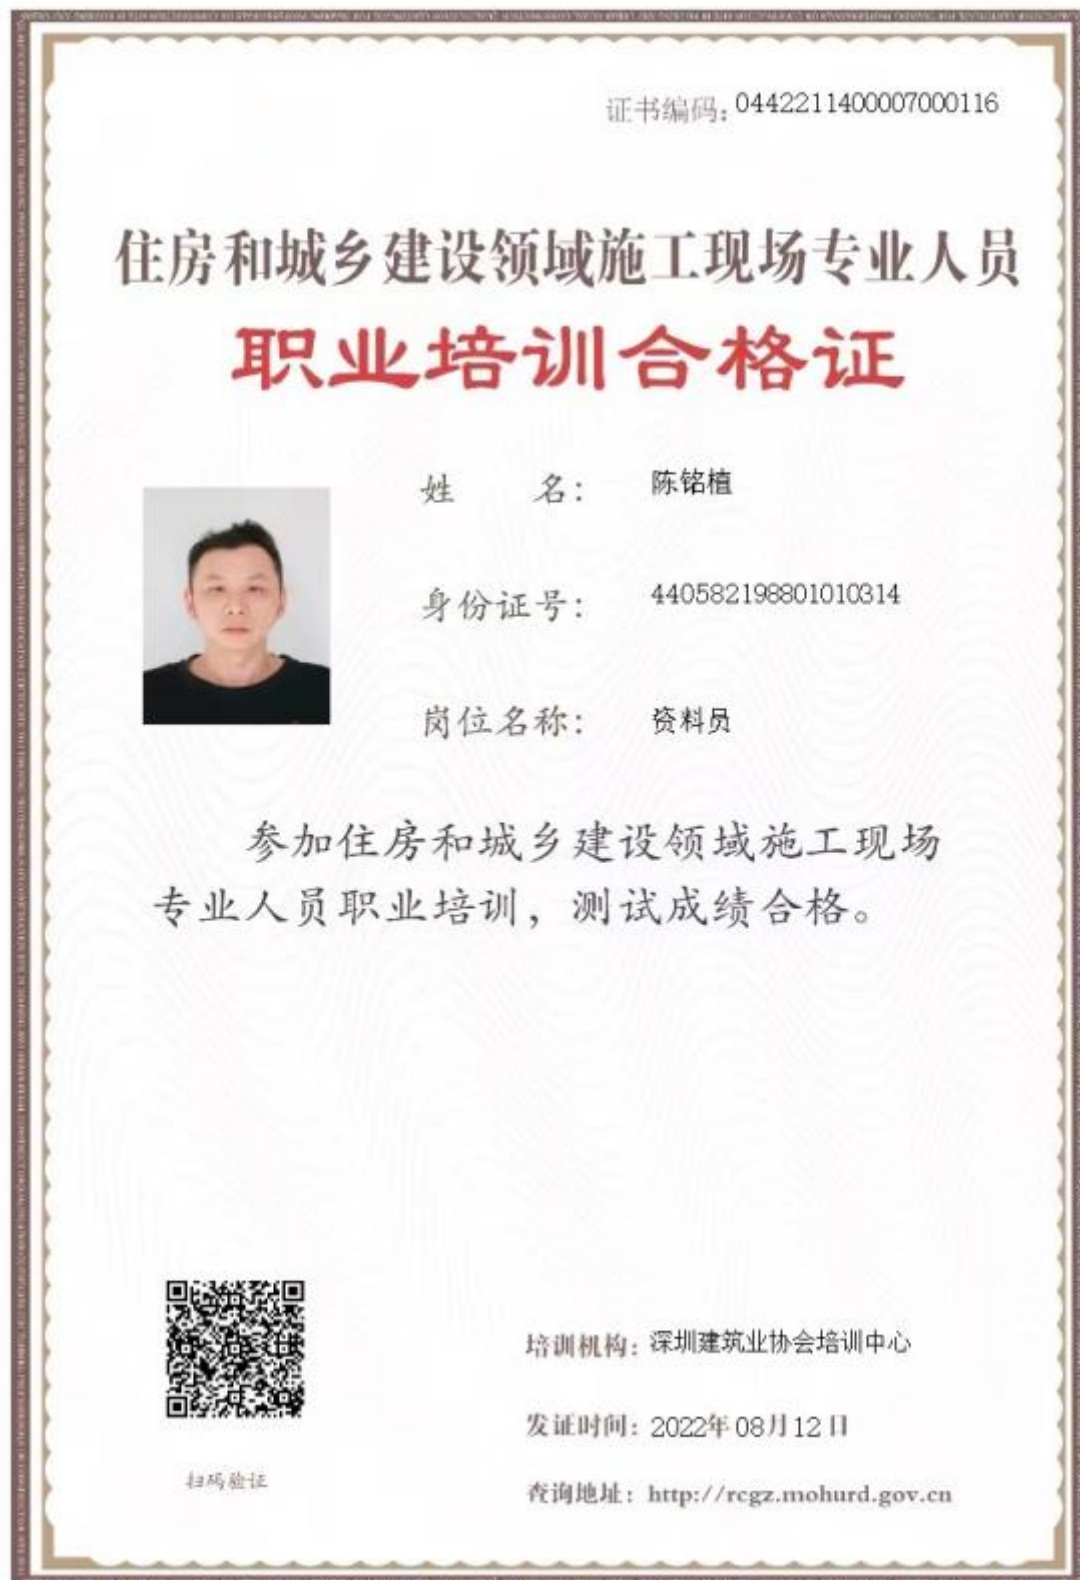 证书编码：0442211400007000116
住房和城乡建设领域施工现场专业人员
职业培训合格证
姓　　名：陈铭植
身份证号：440582198801010314
岗位名称：资料员
参加住房和城乡建设领域施工现场
专业人员职业培训，测试成绩合格。
培训机构：深圳建筑业协会培训中心
发证时间：2022年08月12日
扫码验证
查询地址：http://rcgz.mohurd.gov.cn